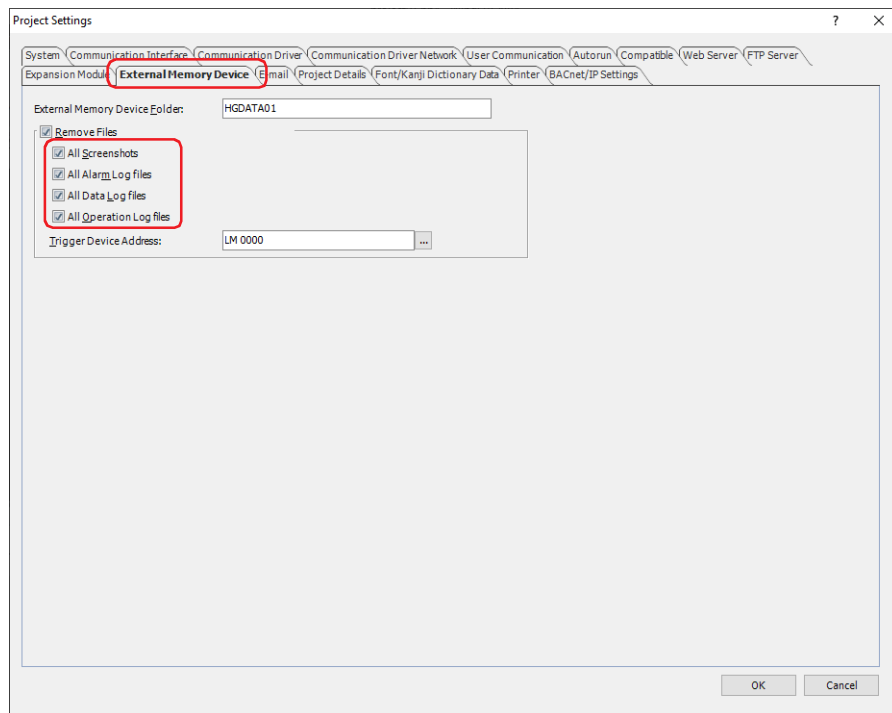 Project Settings ? ×
System Communication Interface Communication Driver Communication Driver Network User Communication Autorun Compatible Web Server FTP Server
Expansion Module External Memory Device E-mail Project Details Font/Kanji Dictionary Data Printer BACnet/IP Settings
External Memory Device Folder: HGDATA01
Remove Files
All Screenshots
All Alarm Log files
All Data Log files
All Operation Log files
Trigger Device Address: LM 0000 ...
OK Cancel